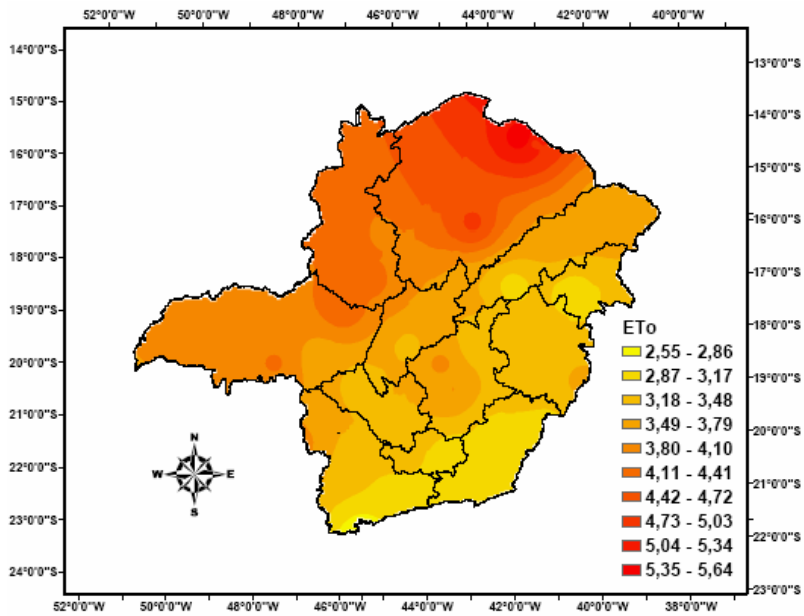 52°0'0"W 50°0'0"W 48°0'0"W 46°0'0"W 44°0'0"W 42°0'0"W 40°0'0"W
14°0'0"S
13°0'0"S
15°0'0"S
14°0'0"S
16°0'0"S
15°0'0"S
17°0'0"S
16°0'0"S
18°0'0"S
17°0'0"S
19°0'0"S
18°0'0"S
20°0'0"S
19°0'0"S
21°0'0"S
20°0'0"S
22°0'0"S
21°0'0"S
23°0'0"S
22°0'0"S
24°0'0"S
23°0'0"S
N
W E
S
ETo
2,55 - 2,86
2,87 - 3,17
3,18 - 3,48
3,49 - 3,79
3,80 - 4,10
4,11 - 4,41
4,42 - 4,72
4,73 - 5,03
5,04 - 5,34
5,35 - 5,64
52°0'0"W 50°0'0"W 48°0'0"W 46°0'0"W 44°0'0"W 42°0'0"W 40°0'0"W